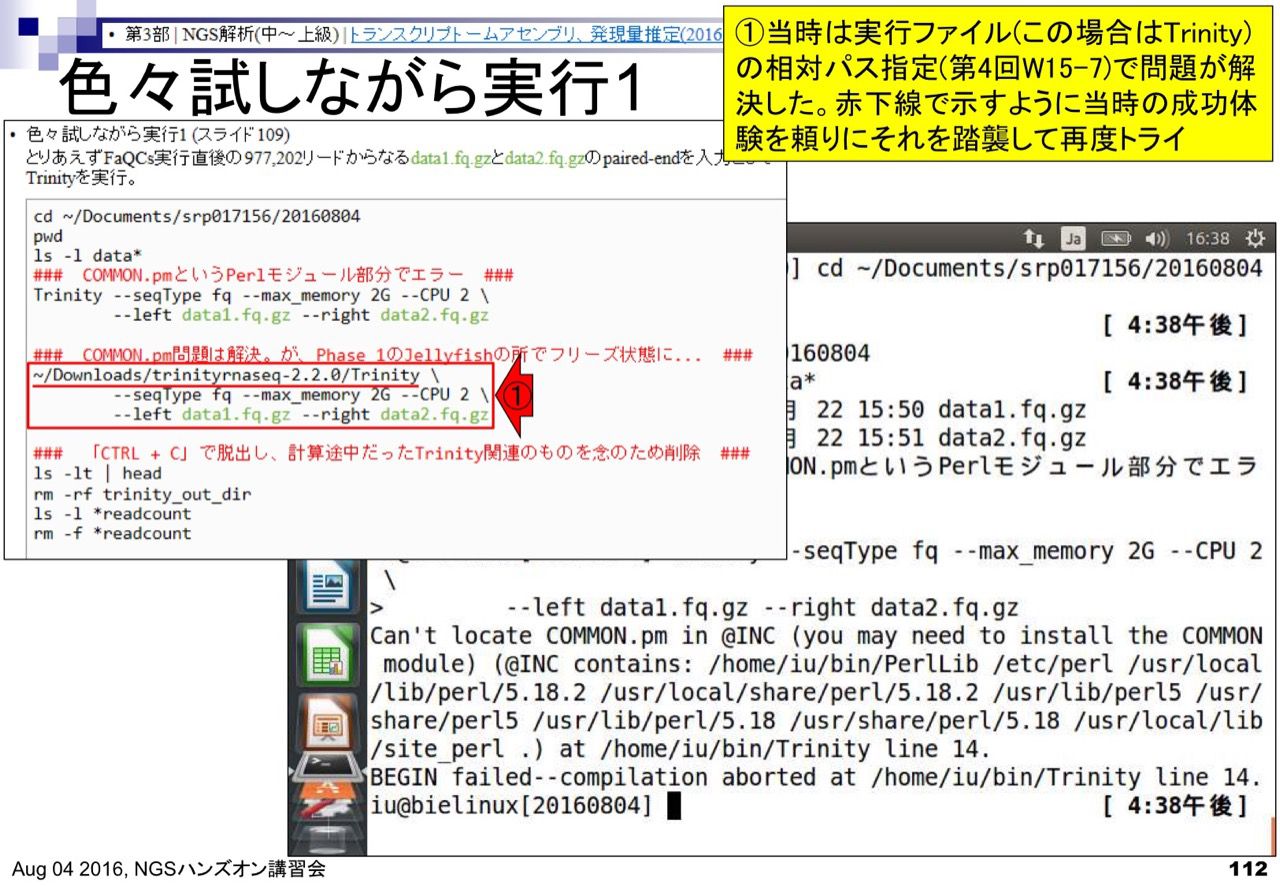 • 第3部 | NGS解析(中～上級) | トランスクリプトームアセンブリ、発現量推定(2016
色々試しながら実行1
①当時は実行ファイル(この場合はTrinity)
の相対パス指定(第4回W15-7)で問題が解
決した。赤下線で示すように当時の成功体
験を頼りにそれを踏襲して再度トライ
• 色々試しながら実行1 (スライド109)
とりあえずFaQCs実行直後の977,202リードからなるdata1.fq.gzとdata2.fq.gzのpaired-endを入力として
Trinityを実行。
cd ~/Documents/srp017156/20160804
pwd
ls -l data*
### COMMON.pmというPerlモジュール部分でエラー ###
Trinity --seqType fq --max_memory 2G --CPU 2 \
--left data1.fq.gz --right data2.fq.gz
### COMMON.pm問題は解決。が、Phase 1のJellyfishの所でフリーズ状態に... ###
~/Downloads/trinityrnaseq-2.2.0/Trinity \
--seqType fq --max_memory 2G --CPU 2 \
--left data1.fq.gz --right data2.fq.gz
①
### 「CTRL + C」で脱出し、計算途中だったTrinity関連のものを念のため削除 ###
ls -lt | head
rm -rf trinity_out_dir
ls -l *readcount
rm -f *readcount
Ja 16:38
] cd ~/Documents/srp017156/20160804
[ 4:38午後]
160804
a* [ 4:38午後]
月 22 15:50 data1.fq.gz
月 22 15:51 data2.fq.gz
ON.pmというPerlモジュール部分でエラ
--seqType fq --max_memory 2G --CPU 2
\
> --left data1.fq.gz --right data2.fq.gz
Can't locate COMMON.pm in @INC (you may need to install the COMMON
module) (@INC contains: /home/iu/bin/PerlLib /etc/perl /usr/local
/lib/perl/5.18.2 /usr/local/share/perl/5.18.2 /usr/lib/perl5 /usr/
share/perl5 /usr/lib/perl/5.18 /usr/share/perl/5.18 /usr/local/lib
/site_perl .) at /home/iu/bin/Trinity line 14.
BEGIN failed--compilation aborted at /home/iu/bin/Trinity line 14.
iu@bielinux[20160804] [ 4:38午後]
Aug 04 2016, NGSハンズオン講習会
112